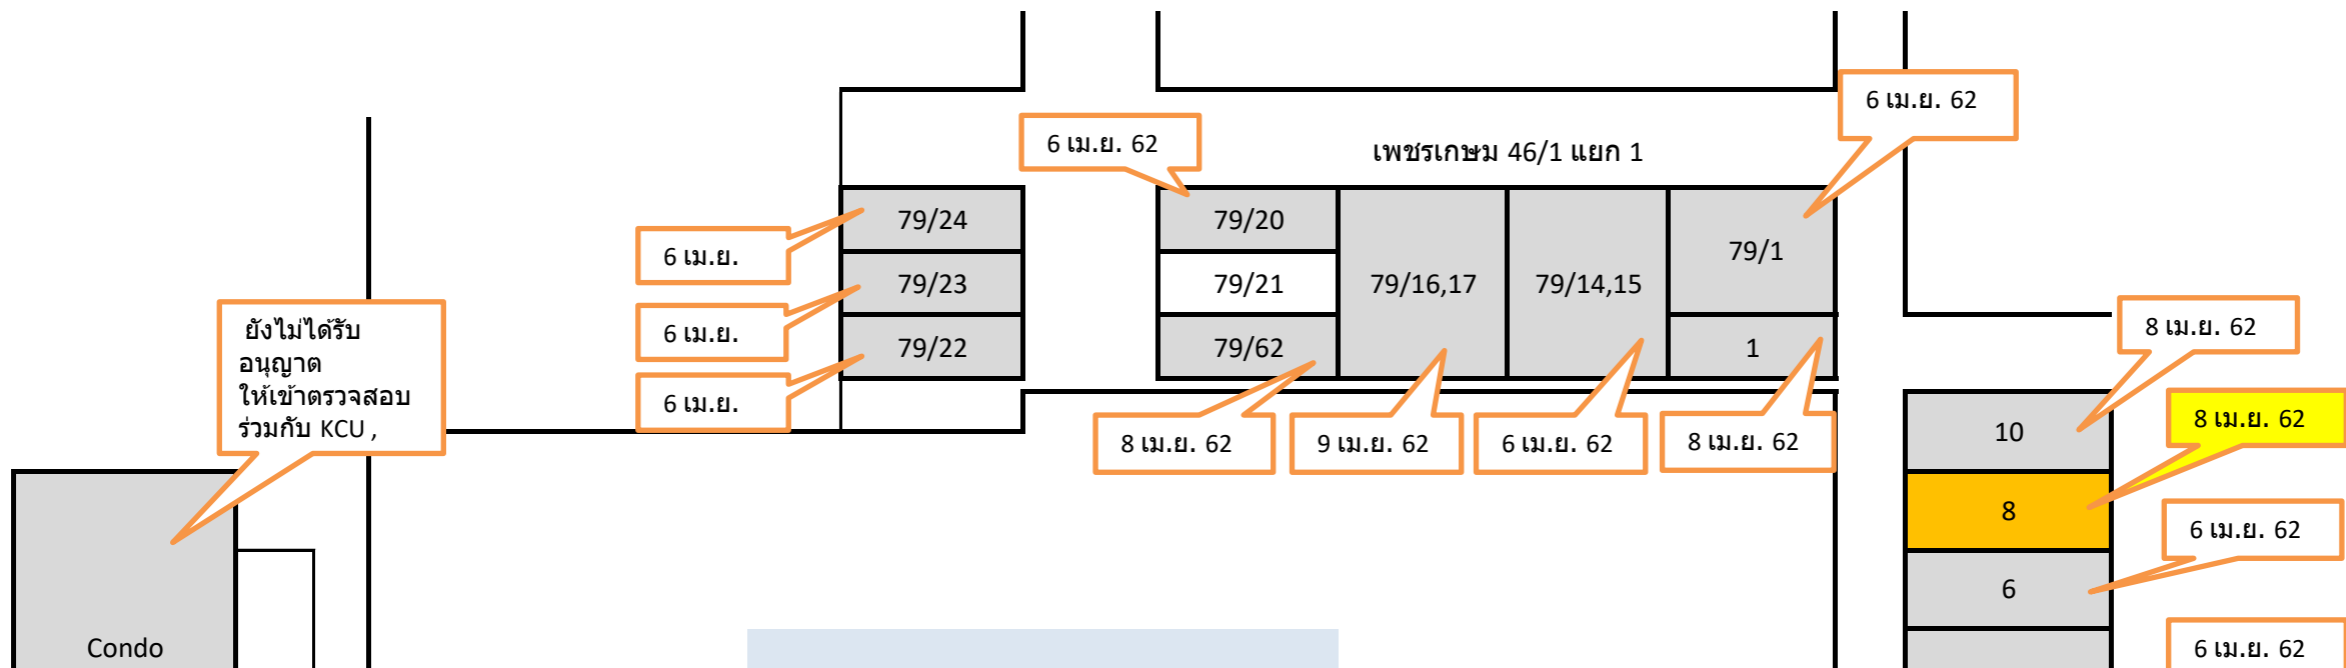 6 เม.ย. 62
6 เม.ย. 62
เพชรเกษม 46/1 แยก 1
79/24
79/20
79/1
6 เม.ย.
79/23
79/21
79/16,17
79/14,15
6 เม.ย.
79/22
79/62
1
6 เม.ย.
ยังไม่ได้รับ
อนุญาต
ให้เข้าตรวจสอบ
ร่วมกับ KCU ,
8 เม.ย. 62
9 เม.ย. 62
6 เม.ย. 62
8 เม.ย. 62
8 เม.ย. 62
10
8 เม.ย. 62
8
6 เม.ย. 62
6
6 เม.ย. 62
Condo